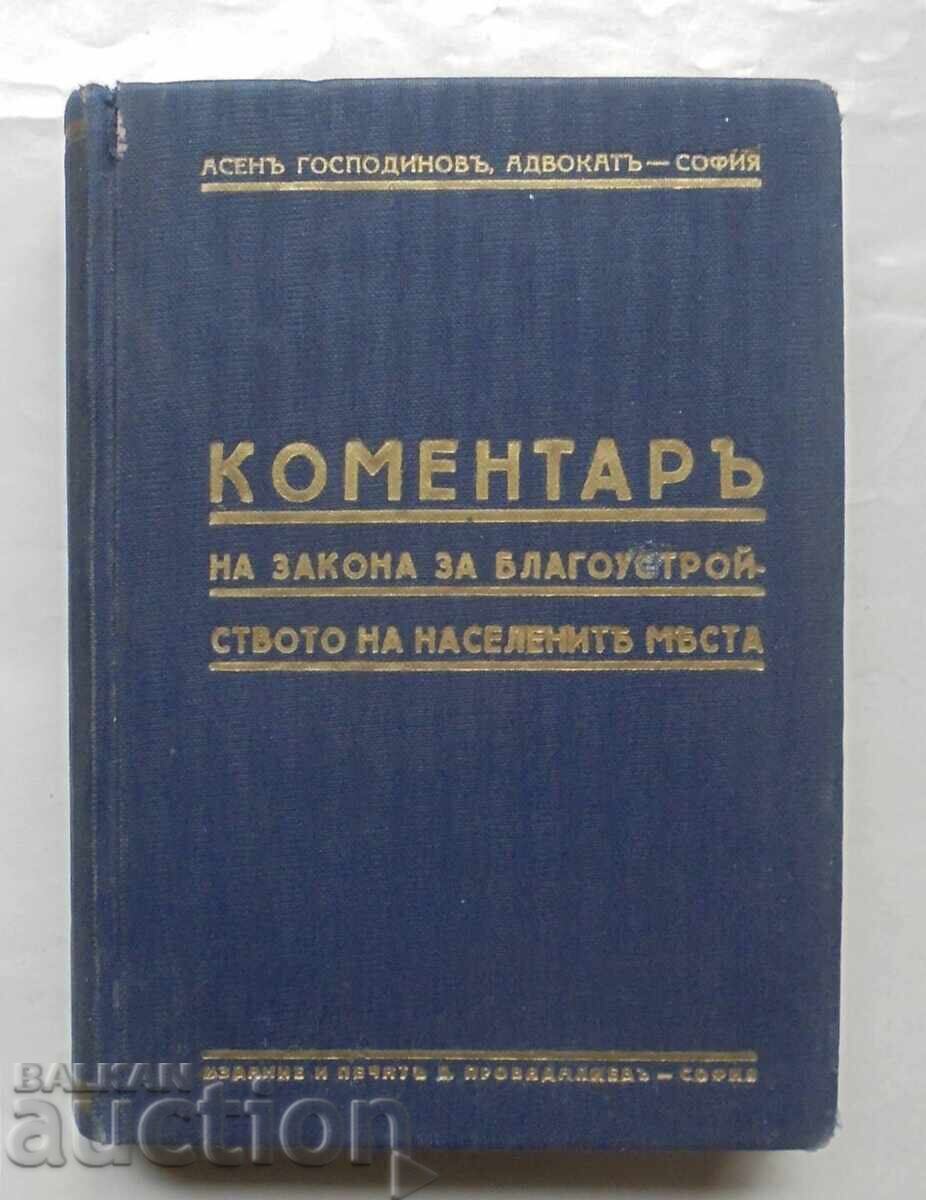 АСЕНЪ ГОСПОДИНОВЪ, АДВОКАТЪ — СОФИЯ
КОМЕНТАРЪ
НА ЗАКОНА ЗА БЛАГОУСТРОЙ-
СТВОТО НА НАСЕЛЕНИТѢ МѢСТА
ИЗДАНИЕ И ПЕЧАТЪ Д. ПРОВАДАЛИЕВЪ — СОФИЯ
BALKAN
auction